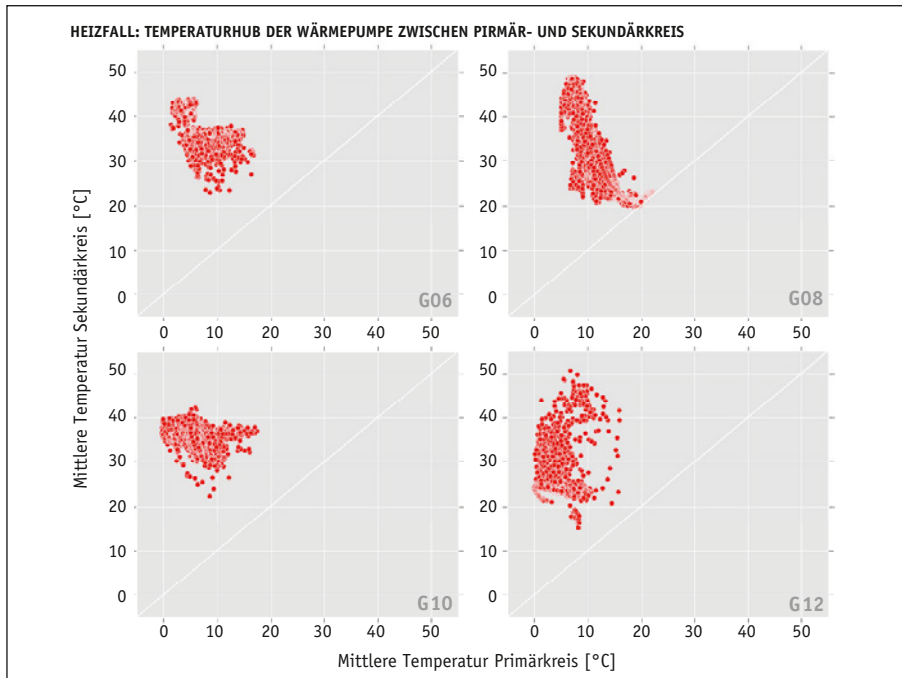 HEIZFALL: TEMPERATURHUB DER WÄRMEPUMPE ZWISCHEN PIRMÄR- UND SEKUNDÄRKREIS
Mittlere Temperatur Sekundärkreis [°C]
50
40
30
20
10
0
G06
0 10 20 30 40 50
50
40
30
20
10
0
G08
0 10 20 30 40 50
50
40
30
20
10
0
G10
0 10 20 30 40 50
50
40
30
20
10
0
G12
0 10 20 30 40 50
Mittlere Temperatur Primärkreis [°C]